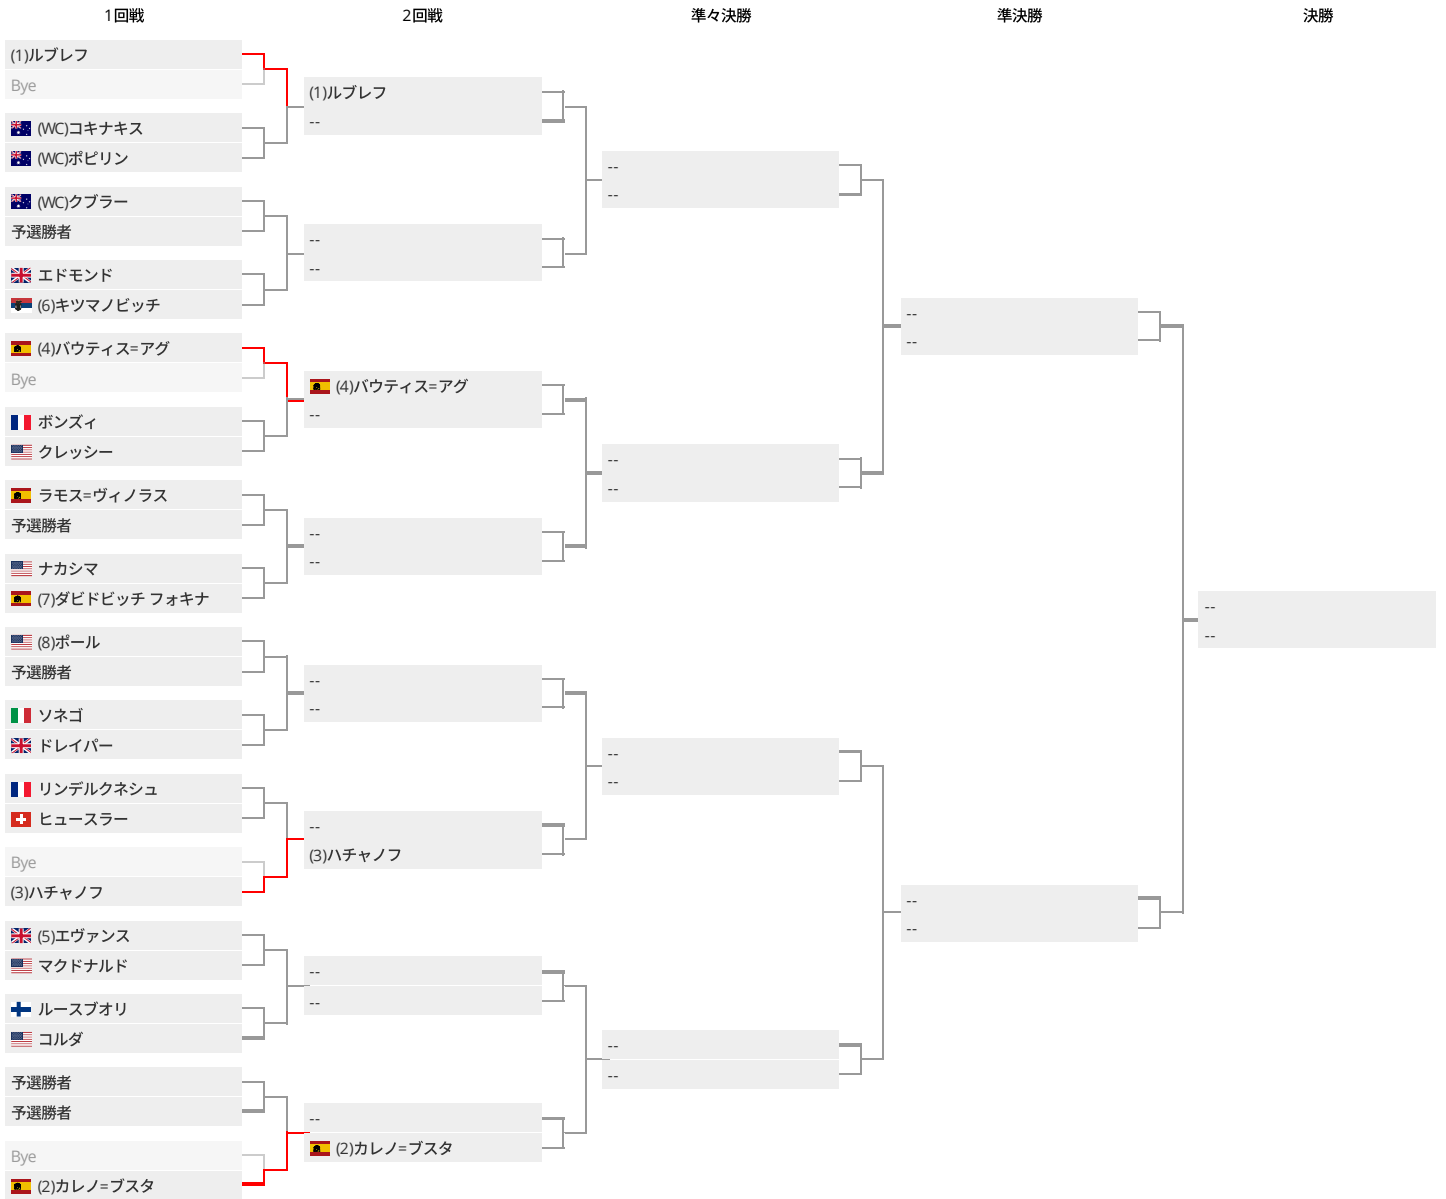 1回戦
2回戦
準々決勝
準決勝
決勝
(1)ルブレフ
Bye
(WC)コキナキス
(WC)ポピリン
(WC)クブラー
予選勝者
エドモンド
(6)キツマノビッチ
(4)バウティス=アグ
Bye
ボンズィ
クレッシー
ラモス=ヴィノラス
予選勝者
ナカシマ
(7)ダビドビッチ フォキナ
(8)ポール
予選勝者
ソネゴ
ドレイパー
リンデルクネシュ
ヒュースラー
Bye
(3)ハチャノフ
(5)エヴァンス
マクドナルド
ルースブオリ
コルダ
予選勝者
予選勝者
Bye
(2)カレノ=ブスタ
(1)ルブレフ
--
--
--
(4)バウティス=アグ
--
--
--
--
--
--
(3)ハチャノフ
--
--
--
(2)カレノ=ブスタ
--
--
--
--
--
--
--
--
--
--
--
--
--
--